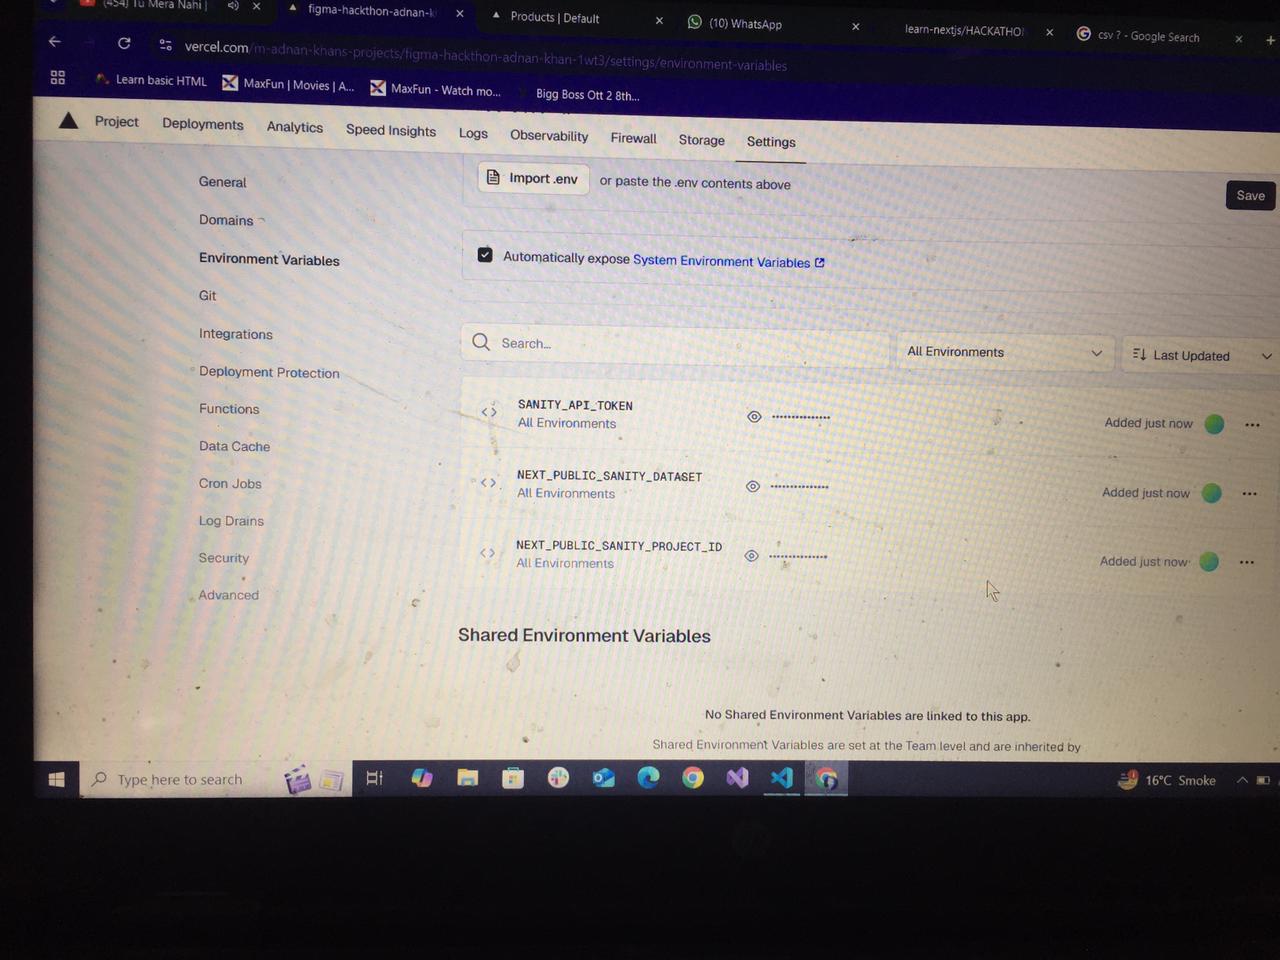 (454) Tu Mera Nahi |
figma-hackthon-adnan-k
Products | Default
(10) WhatsApp
learn-nextjs/HACKATHO
csv ? - Google Search
vercel.com/m-adnan-khans-projects/figma-hackthon-adnan-khan-1wt3/settings/environment-variables
Learn basic HTML
MaxFun | Movies | A...
MaxFun - Watch mo...
Bigg Boss Ott 2 8th...
Project
Deployments
Analytics
Speed Insights
Logs
Observability
Firewall
Storage
Settings
General
Domains
Environment Variables
Git
Integrations
Deployment Protection
Functions
Data Cache
Cron Jobs
Log Drains
Security
Advanced
Import .env
or paste the .env contents above
Save
Automatically expose System Environment Variables
Search...
All Environments
Last Updated
SANITY_API_TOKEN
All Environments
Added just now
NEXT_PUBLIC_SANITY_DATASET
All Environments
Added just now
NEXT_PUBLIC_SANITY_PROJECT_ID
All Environments
Added just now
Shared Environment Variables
No Shared Environment Variables are linked to this app.
Shared Environment Variables are set at the Team level and are inherited by
Type here to search
16°C Smoke